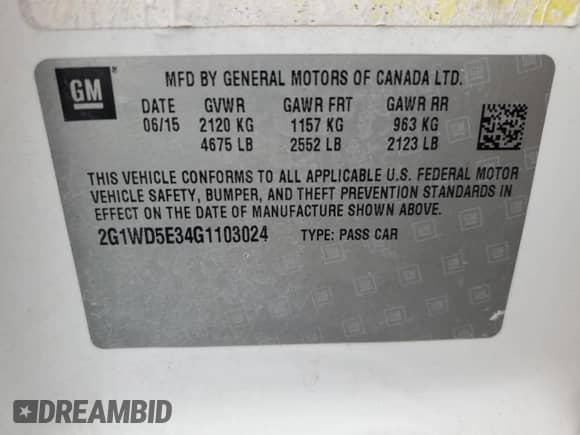 GM
MFD BY GENERAL MOTORS OF CANADA LTD.
DATE GVWR GAWR FRT GAWR RR
06/15 2120 KG 1157 KG 963 KG
4675 LB 2552 LB 2123 LB
THIS VEHICLE CONFORMS TO ALL APPLICABLE U.S. FEDERAL MOTOR
VEHICLE SAFETY, BUMPER, AND THEFT PREVENTION STANDARDS IN
EFFECT ON THE DATE OF MANUFACTURE SHOWN ABOVE.
2G1WD5E34G1103024 TYPE: PASS CAR
DREAMBID